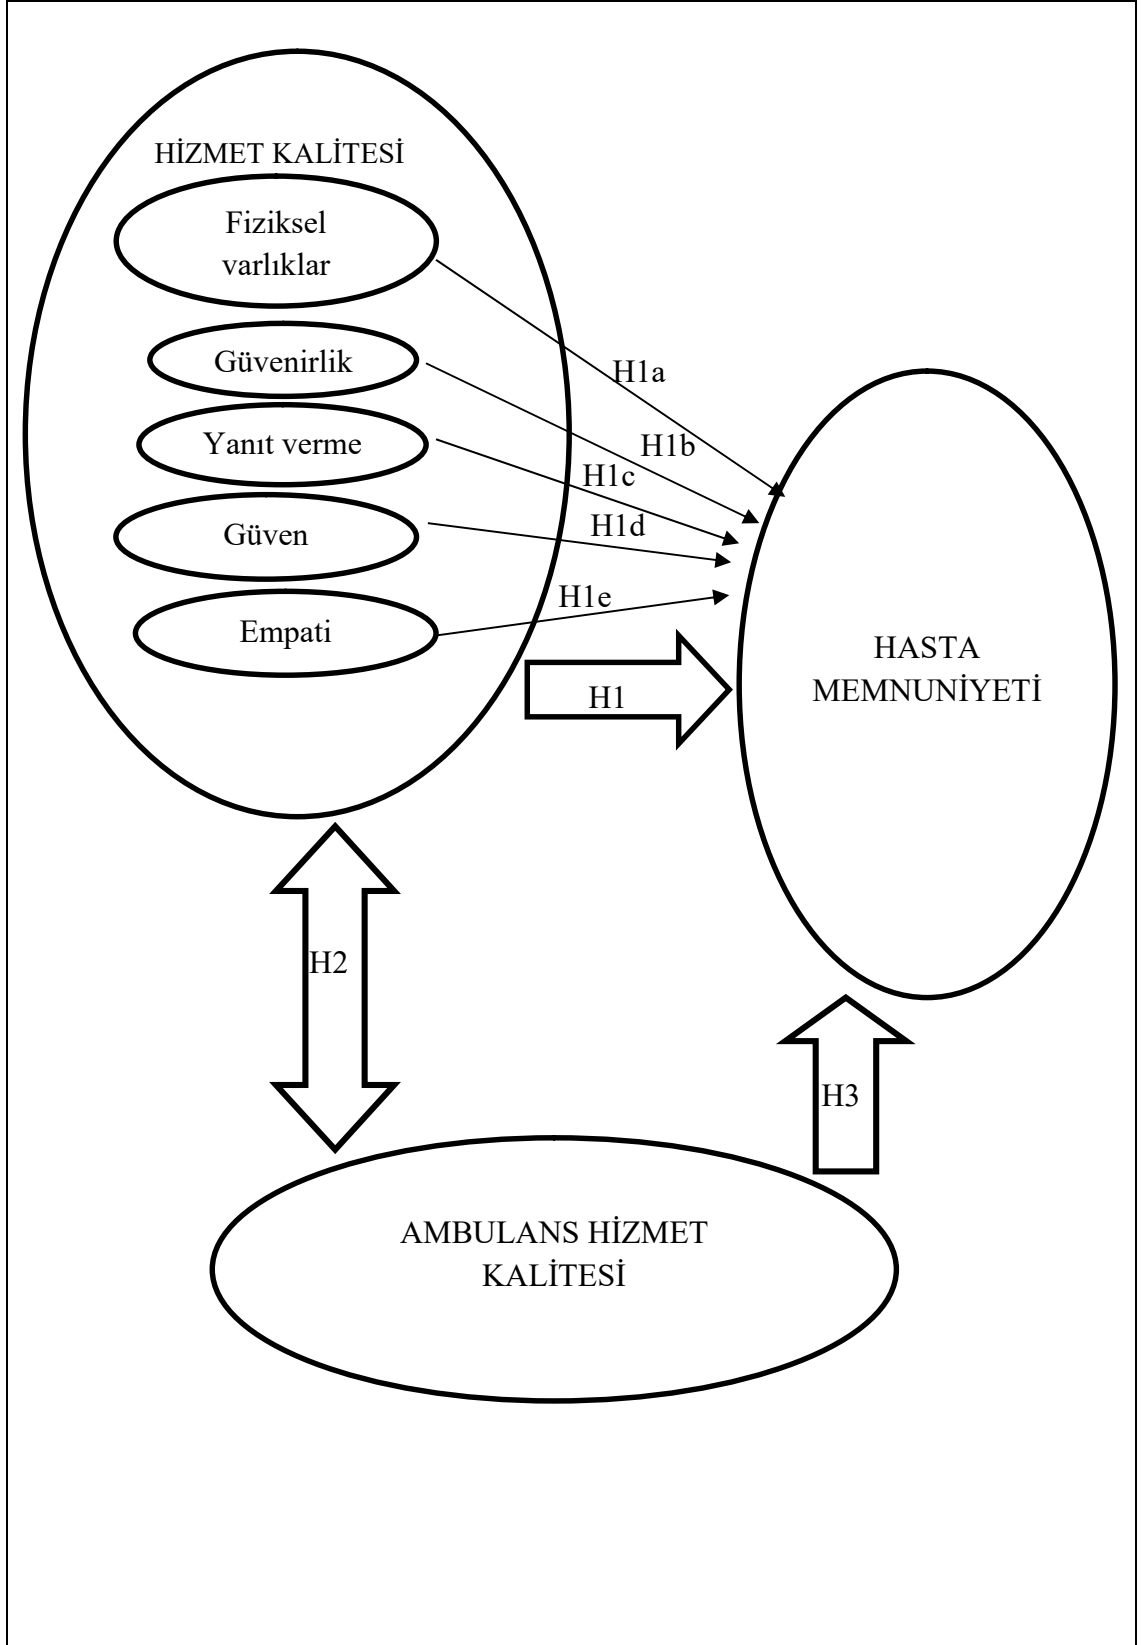 HİZMET KALİTESİ
Fiziksel
varlıklar
Güvenirlik
Yanıt verme
Güven
Empati
H1a
H1b
H1c
H1d
H1e
H1
HASTA
MEMNUNİYETİ
H2
H3
AMBULANS HİZMET
KALİTESİ